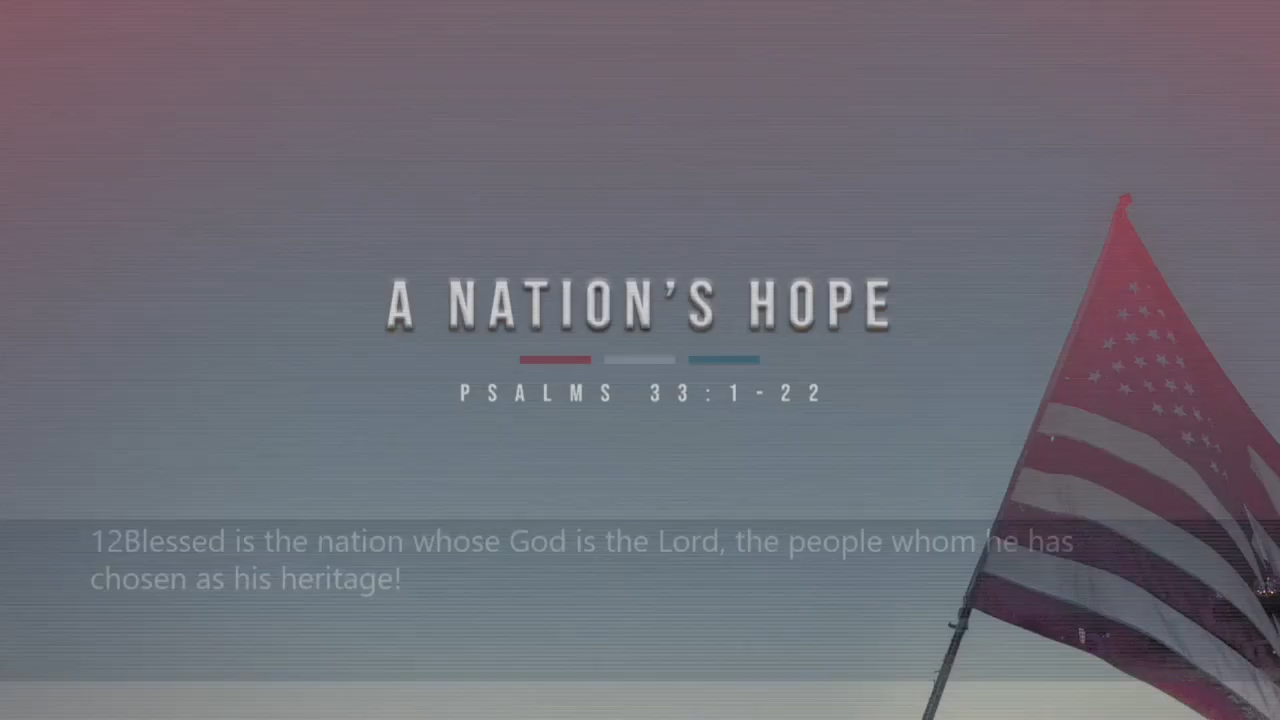 A NATION’S HOPE
PSALMS 33:1-22
12Blessed is the nation whose God is the Lord, the people whom he has
chosen as his heritage!